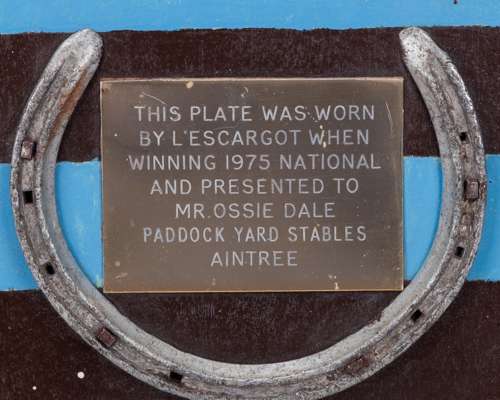 THIS PLATE WAS WORN
BY L'ESCARGOT WHEN
WINNING 1975 NATIONAL
AND PRESENTED TO
MR. OSSIE DALE
PADDOCK YARD STABLES
AINTREE